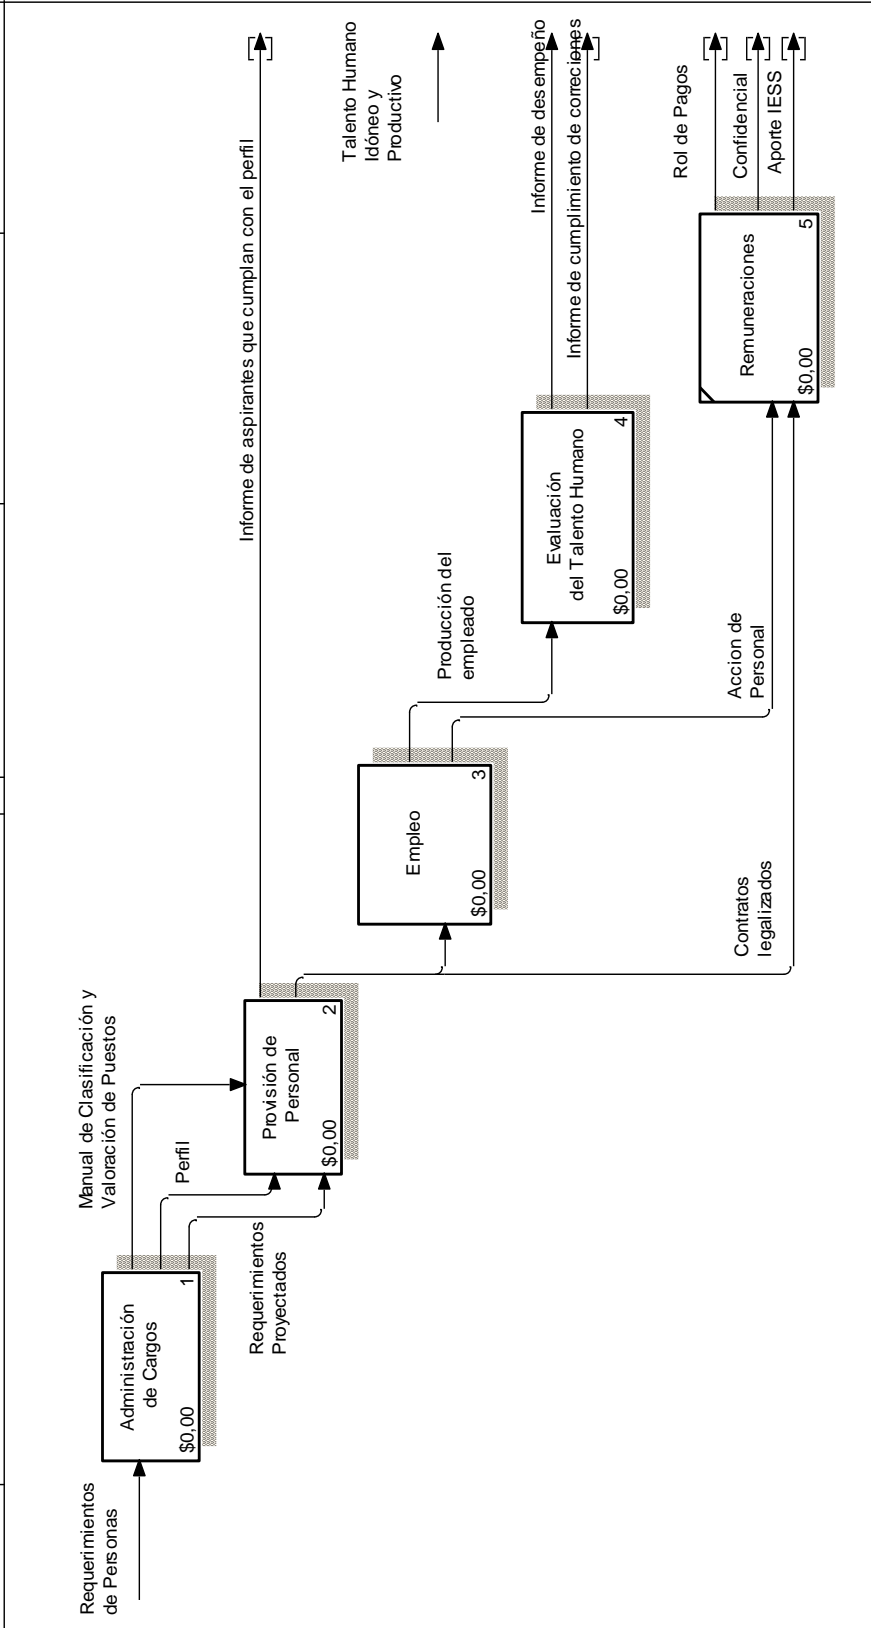 Requerimientos
de Personas
Administración
de Cargos
$0,00
1
Manual de Clasificación y
Valoración de Puestos
Perfil
Requerimientos
Proyectados
Provisión de
Personal
$0,00
2
Informe de aspirantes que cumplan con el perfil
Contratos
legalizados
Empleo
$0,00
3
Producción del
empleado
Accion de
Personal
Evaluación
del Talento Humano
$0,00
4
Talento Humano
Idóneo y
Productivo
Informe de desempeño
Informe de cumplimiento de correciones
Remuneraciones
$0,00
5
Rol de Pagos
Confidencial
Aporte IESS